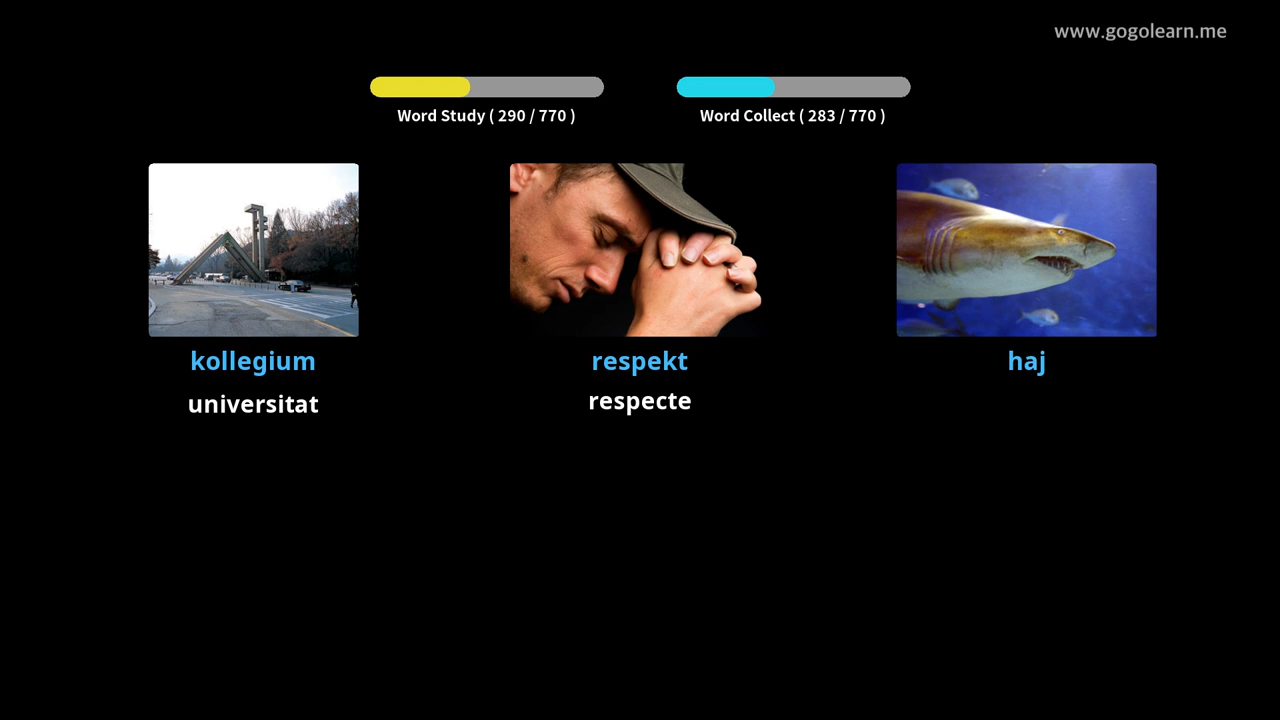 www.gogolearn.me
Word Study ( 290 / 770 )
Word Collect ( 283 / 770 )
kollegium
respekt
haj
universitat
respecte